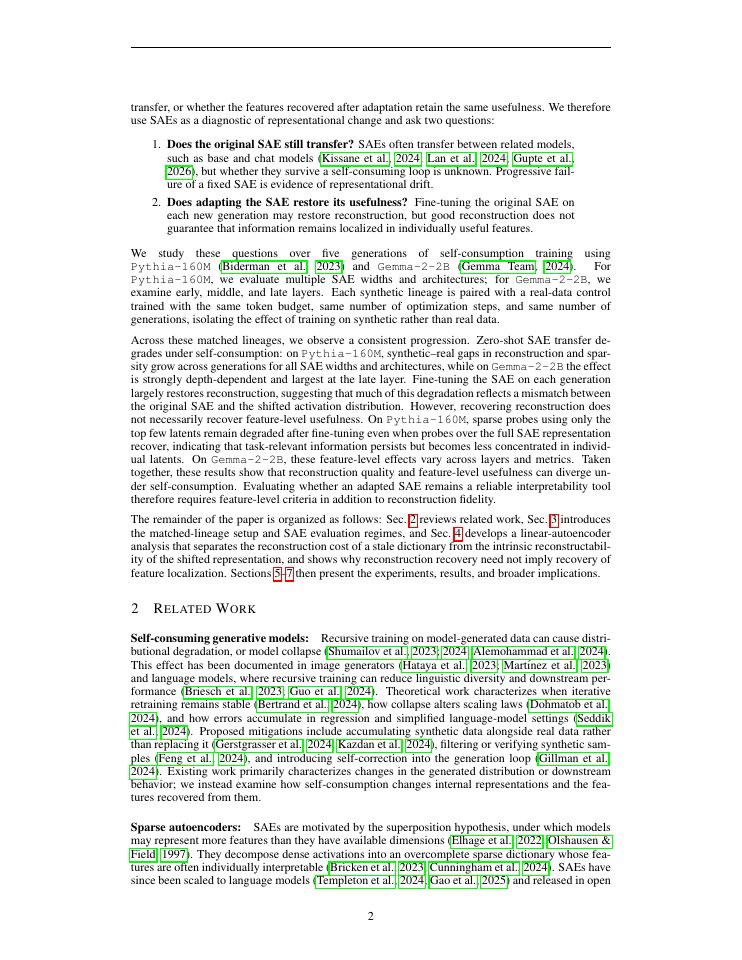 transfer, or whether the features recovered after adaptation retain the same usefulness. We therefore
use SAEs as a diagnostic of representational change and ask two questions:
1. Does the original SAE still transfer? SAEs often transfer between related models,
such as base and chat models (Kissane et al., 2024; Lan et al., 2024; Gupte et al.,
2026), but whether they survive a self-consuming loop is unknown. Progressive fail-
ure of a fixed SAE is evidence of representational drift.
2. Does adapting the SAE restore its usefulness? Fine-tuning the original SAE on
each new generation may restore reconstruction, but good reconstruction does not
guarantee that information remains localized in individually useful features.
We study these questions over five generations of self-consumption training using
Pythia-160M (Biderman et al., 2023) and Gemma-2-2B (Gemma Team, 2024). For
Pythia-160M, we evaluate multiple SAE widths and architectures; for Gemma-2-2B, we
examine early, middle, and late layers. Each synthetic lineage is paired with a real-data control
trained with the same token budget, same number of optimization steps, and same number of
generations, isolating the effect of training on synthetic rather than real data.
Across these matched lineages, we observe a consistent progression. Zero-shot SAE transfer de-
grades under self-consumption: on Pythia-160M, synthetic–real gaps in reconstruction and spar-
sity grow across generations for all SAE widths and architectures, while on Gemma-2-2B the effect
is strongly depth-dependent and largest at the late layer. Fine-tuning the SAE on each generation
largely restores reconstruction, suggesting that much of this degradation reflects a mismatch between
the original SAE and the shifted activation distribution. However, recovering reconstruction does
not necessarily recover feature-level usefulness. On Pythia-160M, sparse probes using only the
top few latents remain degraded after fine-tuning even when probes over the full SAE representation
recover, indicating that task-relevant information persists but becomes less concentrated in individ-
ual latents. On Gemma-2-2B, these feature-level effects vary across layers and metrics. Taken
together, these results show that reconstruction quality and feature-level usefulness can diverge un-
der self-consumption. Evaluating whether an adapted SAE remains a reliable interpretability tool
therefore requires feature-level criteria in addition to reconstruction fidelity.
The remainder of the paper is organized as follows: Sec. 2 reviews related work, Sec. 3 introduces
the matched-lineage setup and SAE evaluation regimes, and Sec. 4 develops a linear-autoencoder
analysis that separates the reconstruction cost of a stale dictionary from the intrinsic reconstructabil-
ity of the shifted representation, and shows why reconstruction recovery need not imply recovery
of feature localization. Sections 5–7 then present the experiments, results, and broader implications.
2 RELATED WORK
Self-consuming generative models: Recursive training on model-generated data can cause distri-
butional degradation, or model collapse (Shumailov et al., 2023; 2024; Alemohammad et al., 2024).
This effect has been documented in image generators (Hataya et al., 2023; Martínez et al., 2023)
and language models, where recursive training can reduce linguistic diversity and downstream per-
formance (Briesch et al., 2023; Guo et al., 2024). Theoretical work characterizes when iterative
retraining remains stable (Bertrand et al., 2024), how collapse alters scaling laws (Dohmatob et al.,
2024), and how errors accumulate in regression and simplified language-model settings (Seddik
et al., 2024). Proposed mitigations include accumulating synthetic data alongside real data rather
than replacing it (Gerstgrasser et al., 2024; Kazdan et al., 2024), filtering or verifying synthetic sam-
ples (Feng et al., 2024), and introducing self-correction into the generation loop (Gillman et al.,
2024). Existing work primarily characterizes changes in the generated distribution or downstream
behavior; we instead examine how self-consumption changes internal representations and the fea-
tures recovered from them.
Sparse autoencoders: SAEs are motivated by the superposition hypothesis, under which models
may represent more features than they have available dimensions (Elhage et al., 2022; Olshausen &
Field, 1997). They decompose dense activations into an overcomplete sparse dictionary whose fea-
tures are often individually interpretable (Bricken et al., 2023; Cunningham et al., 2024). SAEs have
since been scaled to language models (Templeton et al., 2024; Gao et al., 2025) and released in open
2